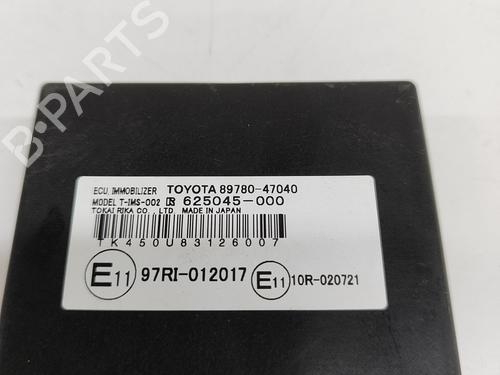 B-PARTS
ECU, IMMOBILIZER TOYOTA 89780-47040
MODEL T-IMS-002 R 625045-000
TOKAI RIKA CO., LTD. MADE IN JAPAN
TK450U83126007
E11 97RI-012017 E11 10R-020721